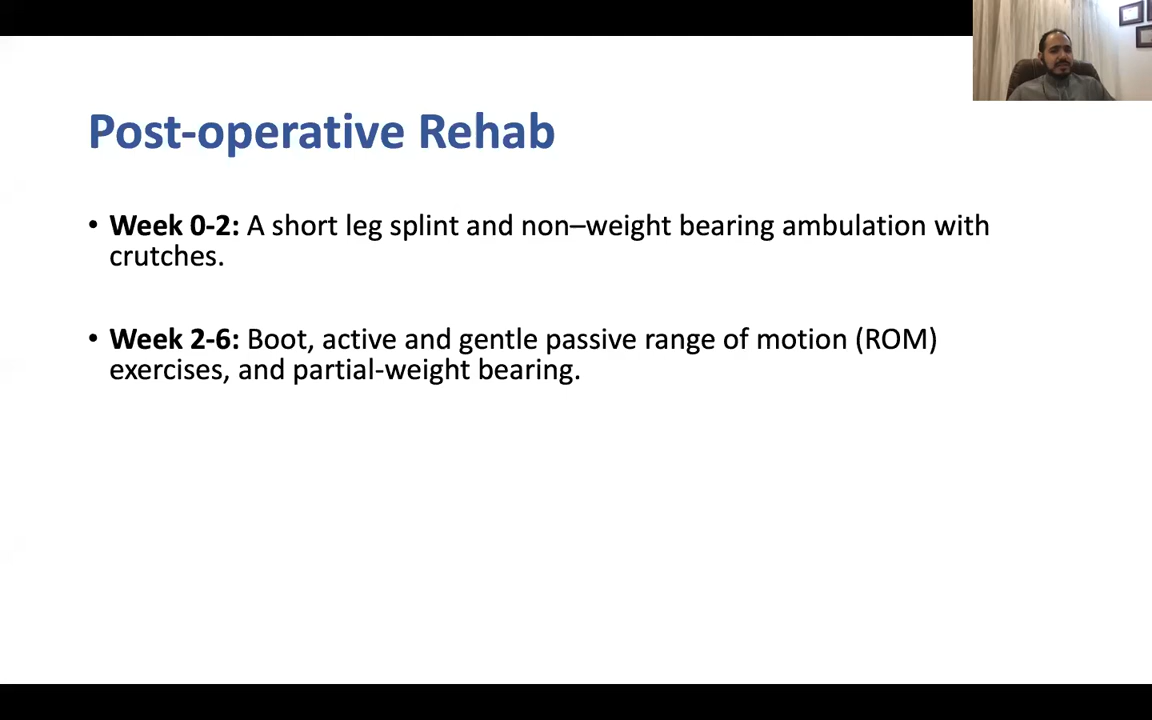 Post-operative Rehab
• Week 0-2: A short leg splint and non–weight bearing ambulation with
crutches.
• Week 2-6: Boot, active and gentle passive range of motion (ROM)
exercises, and partial-weight bearing.